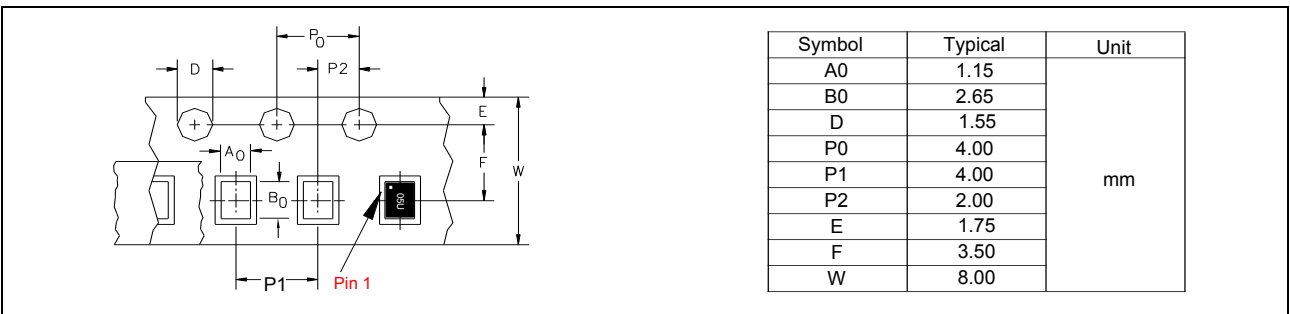 P0
D
P2
E
A0
F
W
B0
05U
P1
Pin 1
Symbol Typical Unit
A0 1.15
B0 2.65
D 1.55
P0 4.00
P1 4.00
mm
P2 2.00
E 1.75
F 3.50
W 8.00